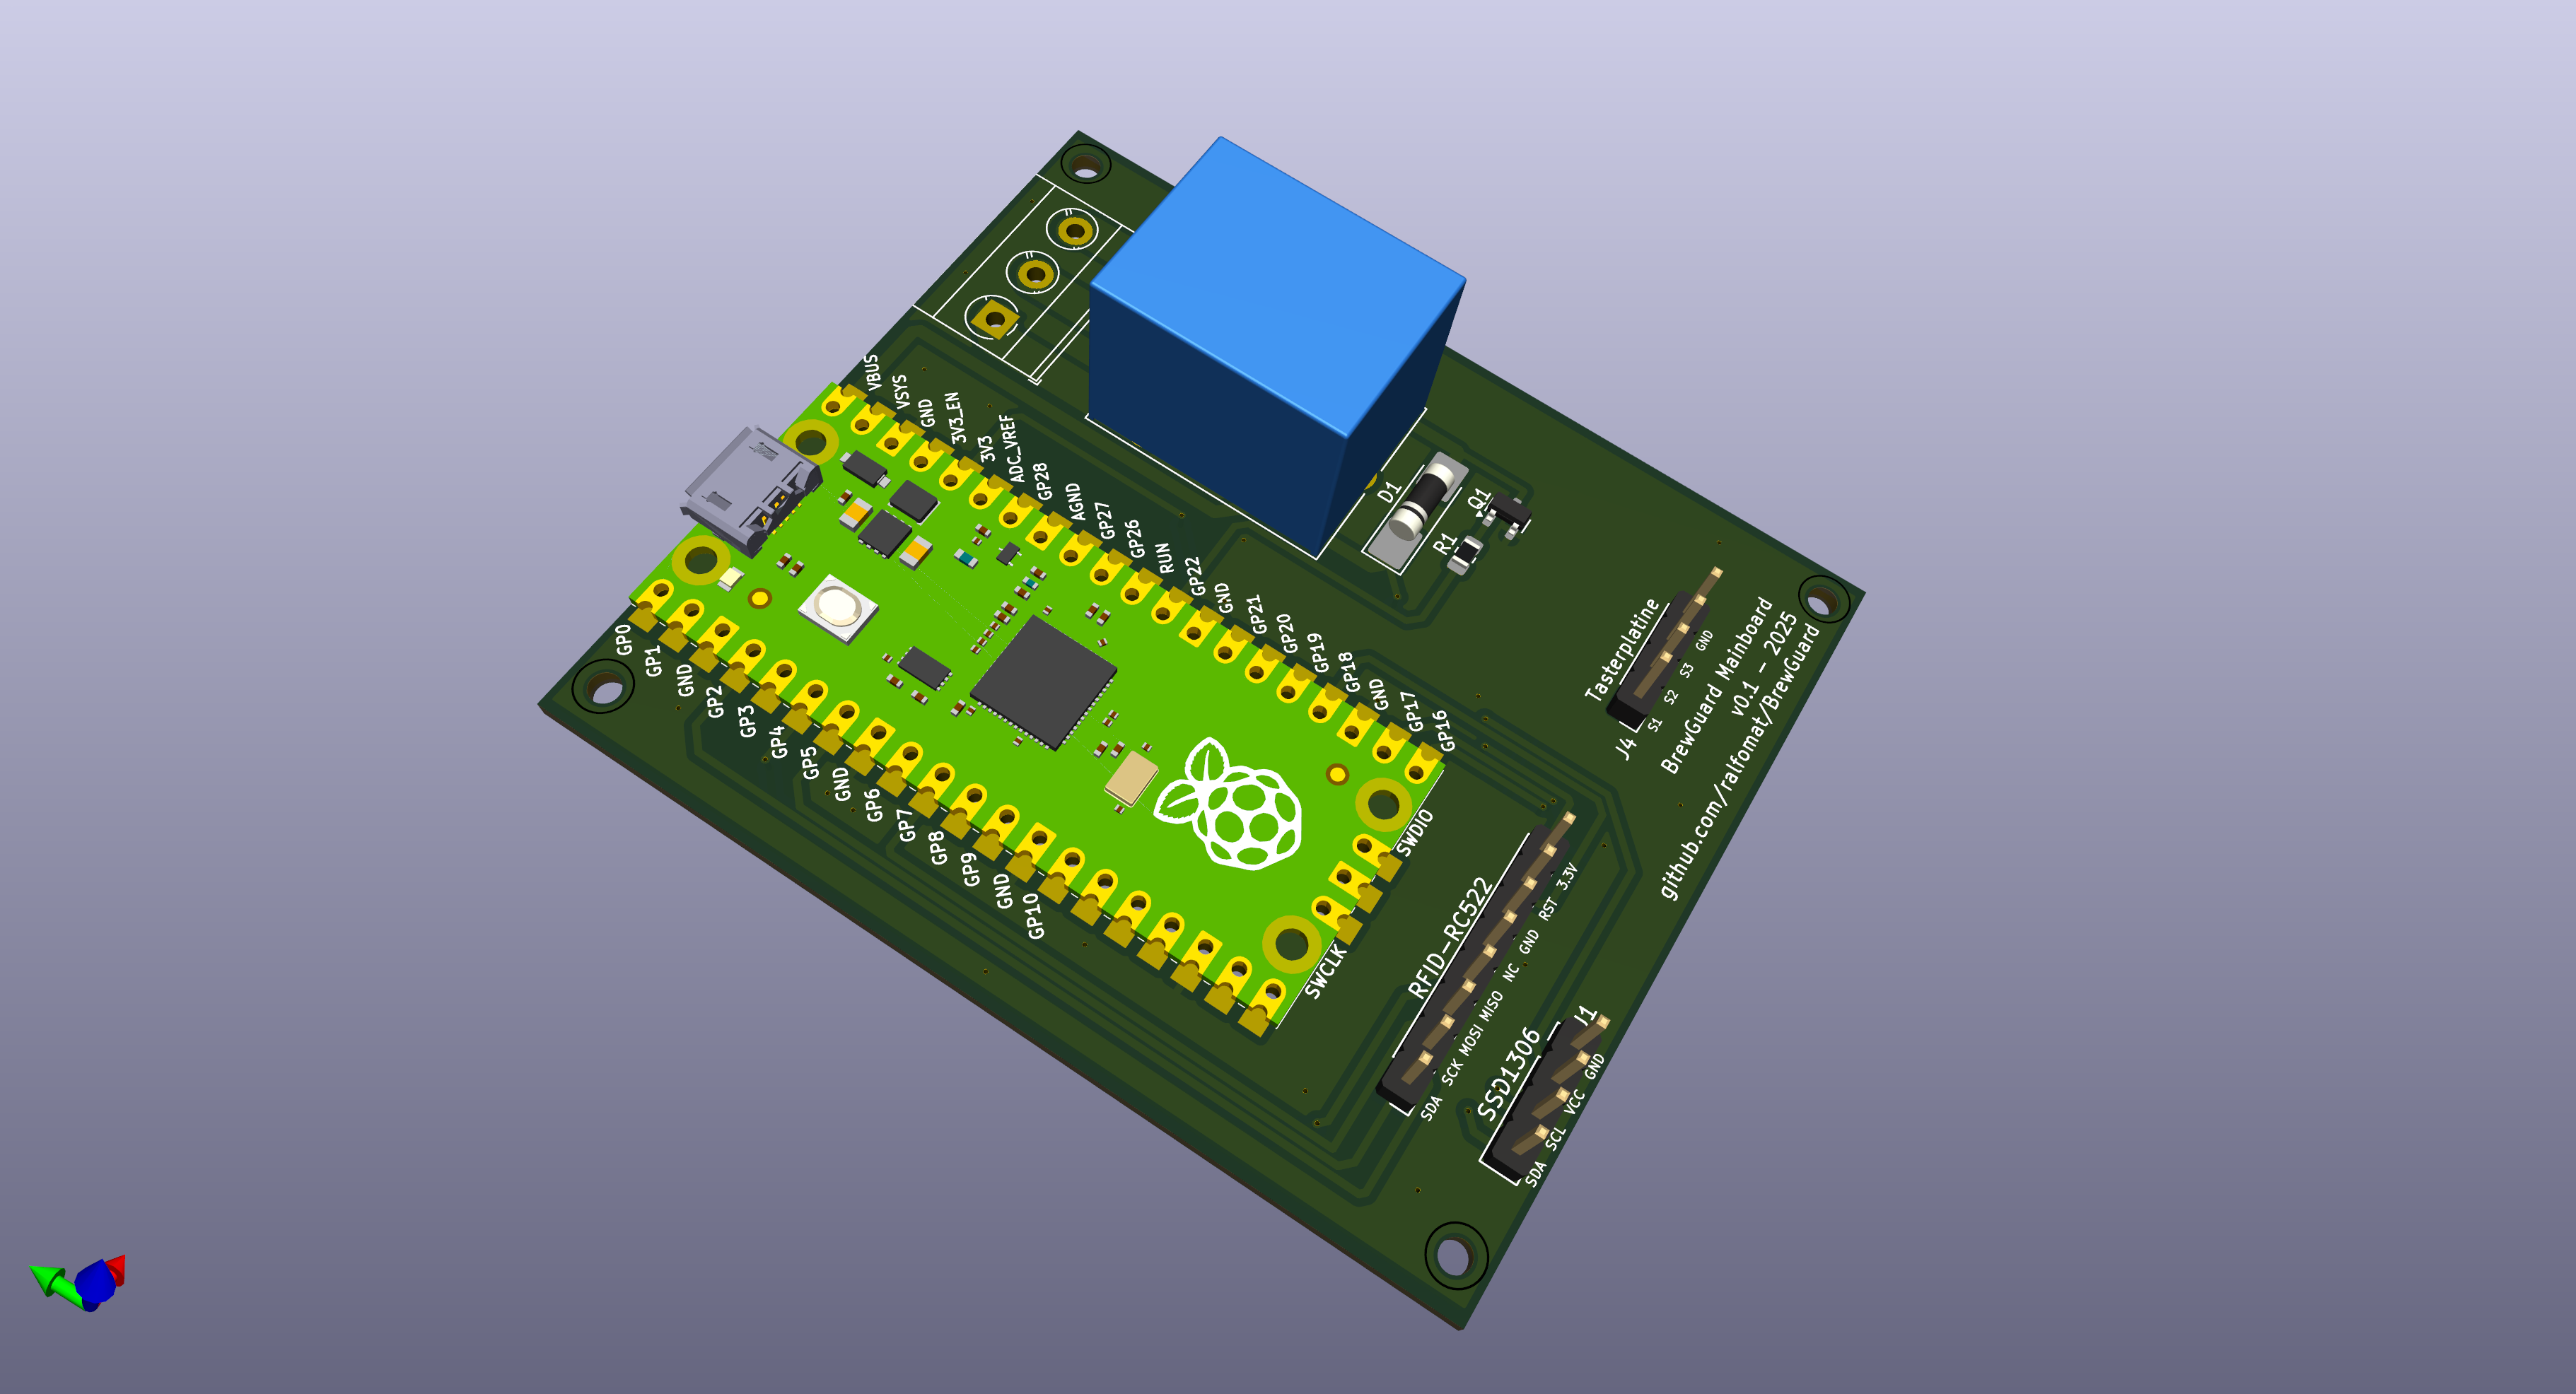 VBUS
VSYS
GND
3V3_EN
3V3
ADC_VREF
GP28
AGND
GP27
GP26
RUN
GP22
GND
GP21
GP20
GP19
GP18
GND
GP17
GP16
GP0
GP1
GND
GP2
GP3
GP4
GP5
GND
GP6
GP7
GP8
GP9
GND
GP10
SWDIO
SWCLK
D1
Q1
R1
Tasterplatine
J4
S1 S2 S3 GND
BrewGuard Mainboard
v0.1 - 2025
github.com/ralfomat/BrewGuard
RFID-RC522
SDA SCK MOSI MISO NC GND RST 3.3V
SSD1306
J1
SDA SCL VCC GND